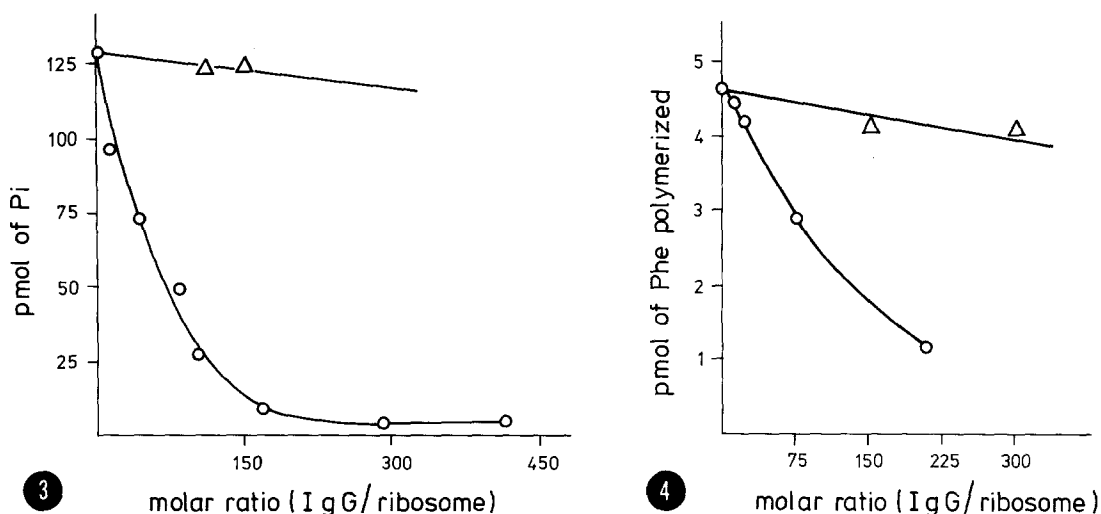 125
100
75
50
25
pmol of Pi
150 300 450
molar ratio (IgG/ribosome)
3
5
4
3
2
1
pmol of Phe polymerized
75 150 225 300
molar ratio (IgG/ribosome)
4